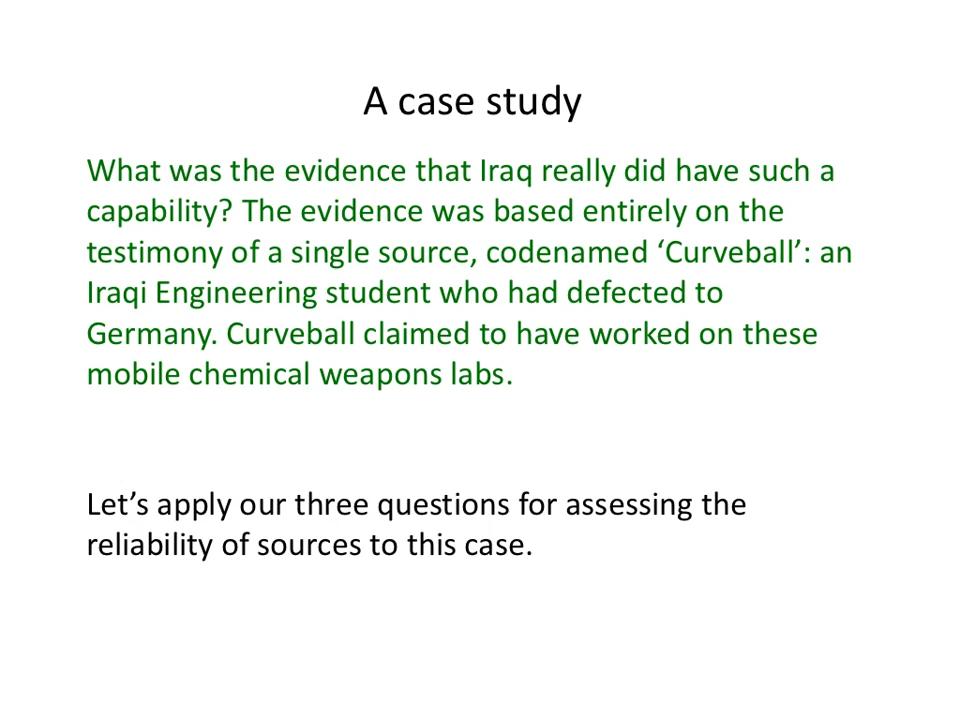 A case study
What was the evidence that Iraq really did have such a
capability? The evidence was based entirely on the
testimony of a single source, codenamed ‘Curveball’: an
Iraqi Engineering student who had defected to
Germany. Curveball claimed to have worked on these
mobile chemical weapons labs.
Let’s apply our three questions for assessing the
reliability of sources to this case.